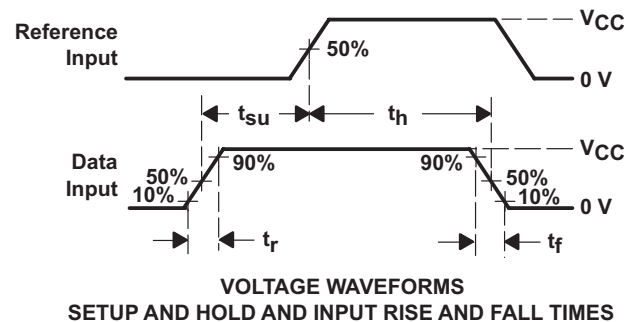 Reference
Input
VCC
50%
0 V
tsu
th
Data
Input
VCC
50%
10%
90%
90%
50%
10%
0 V
tr
tf
VOLTAGE WAVEFORMS
SETUP AND HOLD AND INPUT RISE AND FALL TIMES